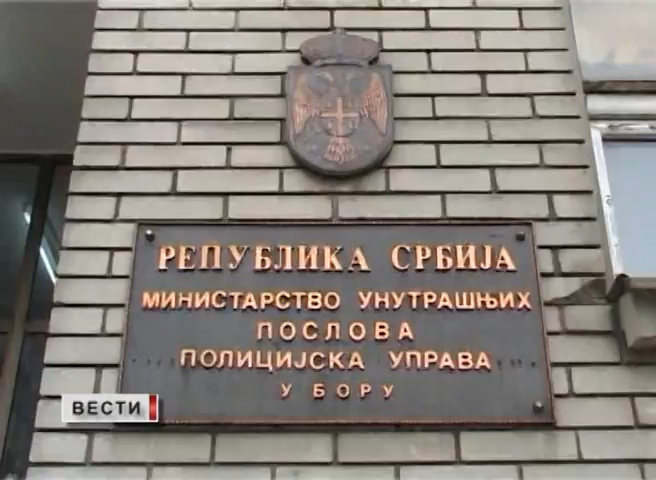 РЕПУБЛИКА СРБИЈА
МИНИСТАРСТВО УНУТРАШЊИХ
ПОСЛОВА
ПОЛИЦИЈСКА УПРАВА
У БОРУ
ВЕСТИ